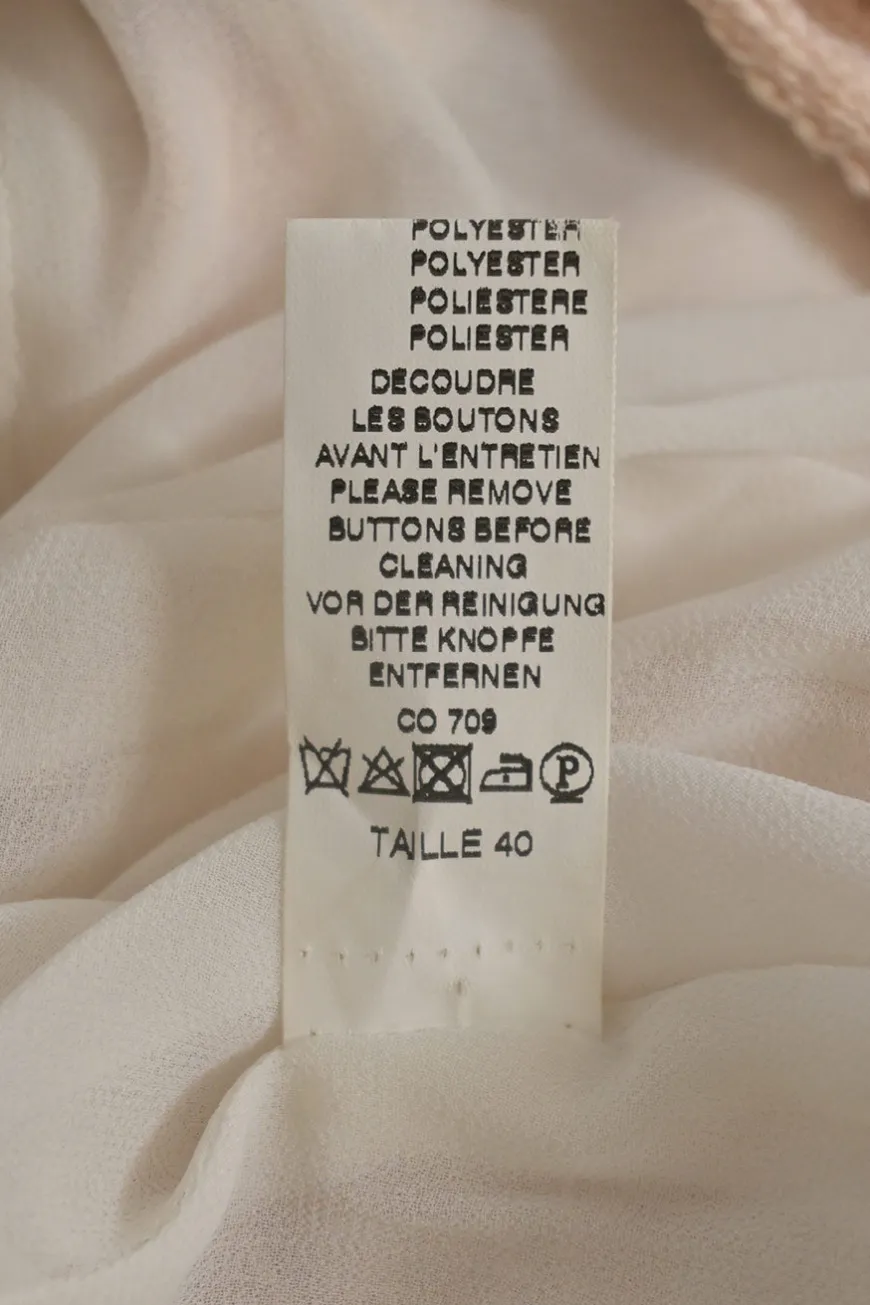 POLYESTER
POLYESTER
POLIESTERE
POLIESTER
DECOUDRE
LES BOUTONS
AVANT L'ENTRETIEN
PLEASE REMOVE
BUTTONS BEFORE
CLEANING
VOR DER REINIGUNG
BITTE KNOPFE
ENTFERNEN
CO 709
P
TAILLE 40